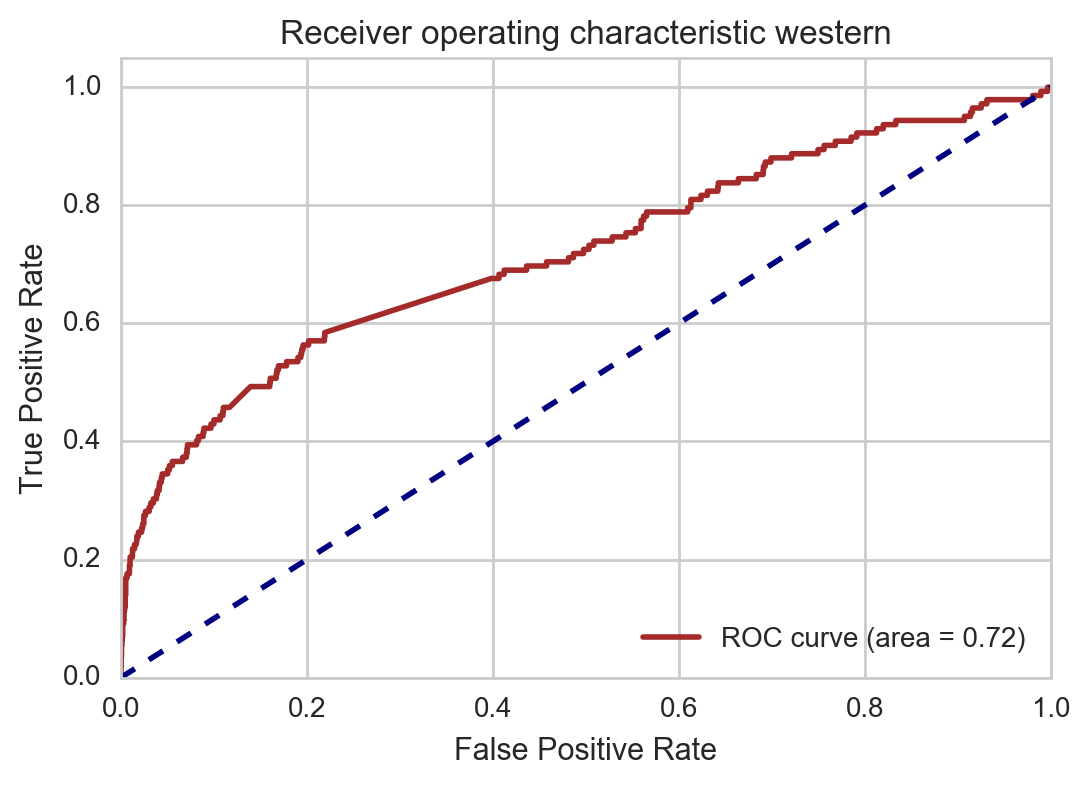 Receiver operating characteristic western
1.0
0.8
0.6
0.4
0.2
0.0
True Positive Rate
ROC curve (area = 0.72)
0.0 0.2 0.4 0.6 0.8 1.0
False Positive Rate